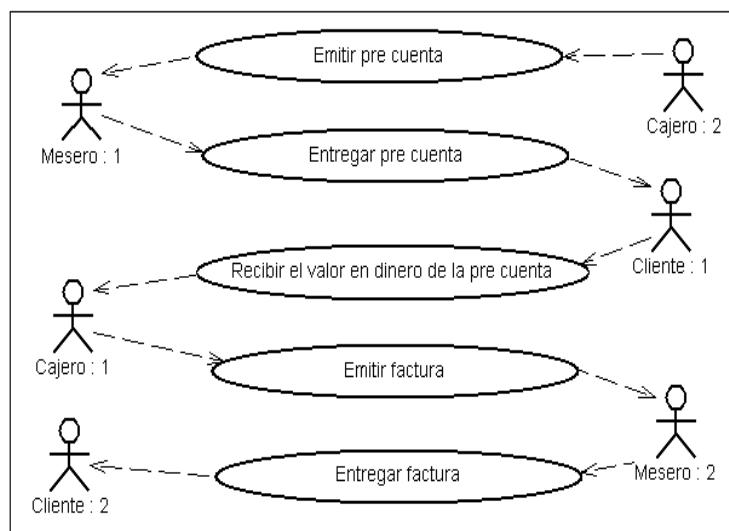 Emitir pre cuenta
Cajero : 2
Mesero : 1
Entregar pre cuenta
Cliente : 1
Recibir el valor en dinero de la pre cuenta
Cajero : 1
Emitir factura
Mesero : 2
Entregar factura
Cliente : 2